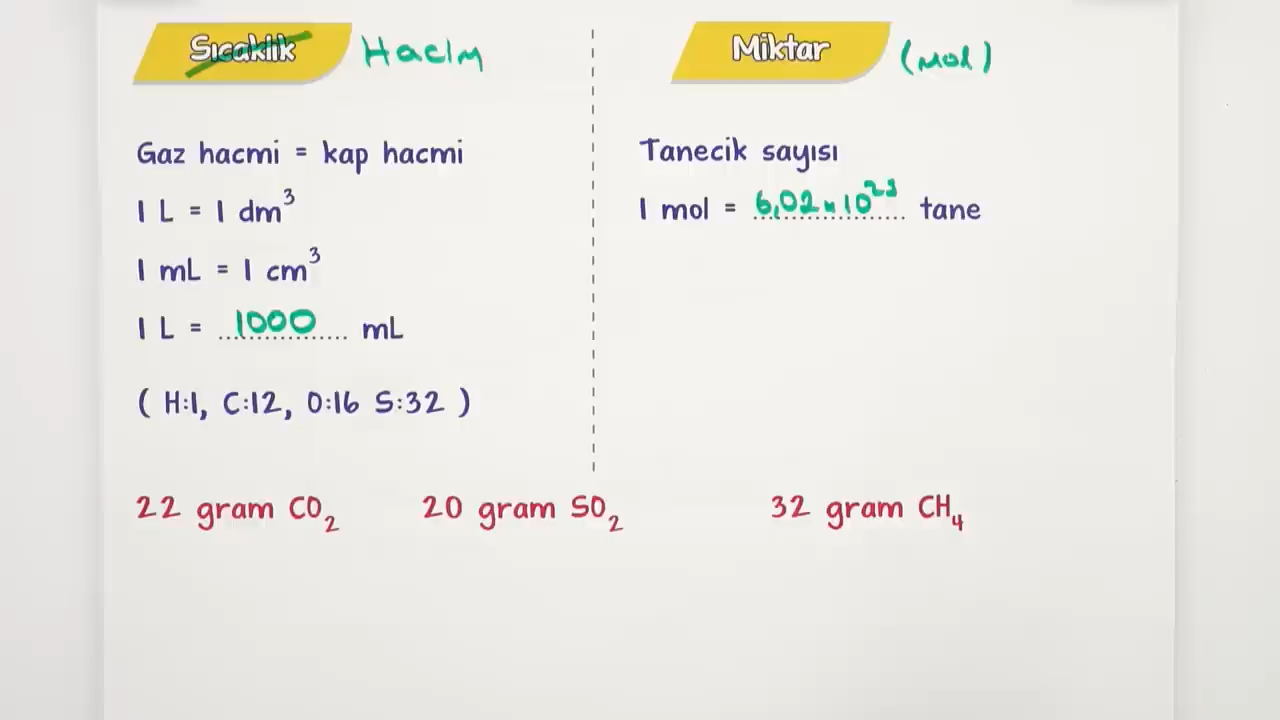 Sıcaklık Hacim
Gaz hacmi = kap hacmi
1 L = 1 dm³
1 mL = 1 cm³
1 L = 1000 mL
( H:1, C:12, O:16 S:32 )
Miktar (mol)
Tanecik sayısı
1 mol = 6,02x10²³ tane
22 gram CO₂ 20 gram SO₂ 32 gram CH₄